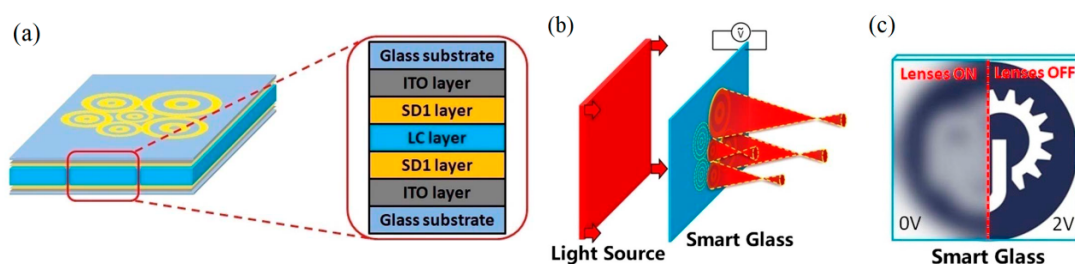 (a)
Glass substrate
ITO layer
SD1 layer
LC layer
SD1 layer
ITO layer
Glass substrate
(b)
Ṽ
Light Source
Smart Glass
(c)
Lenses ON
Lenses OFF
0V
2V
Smart Glass